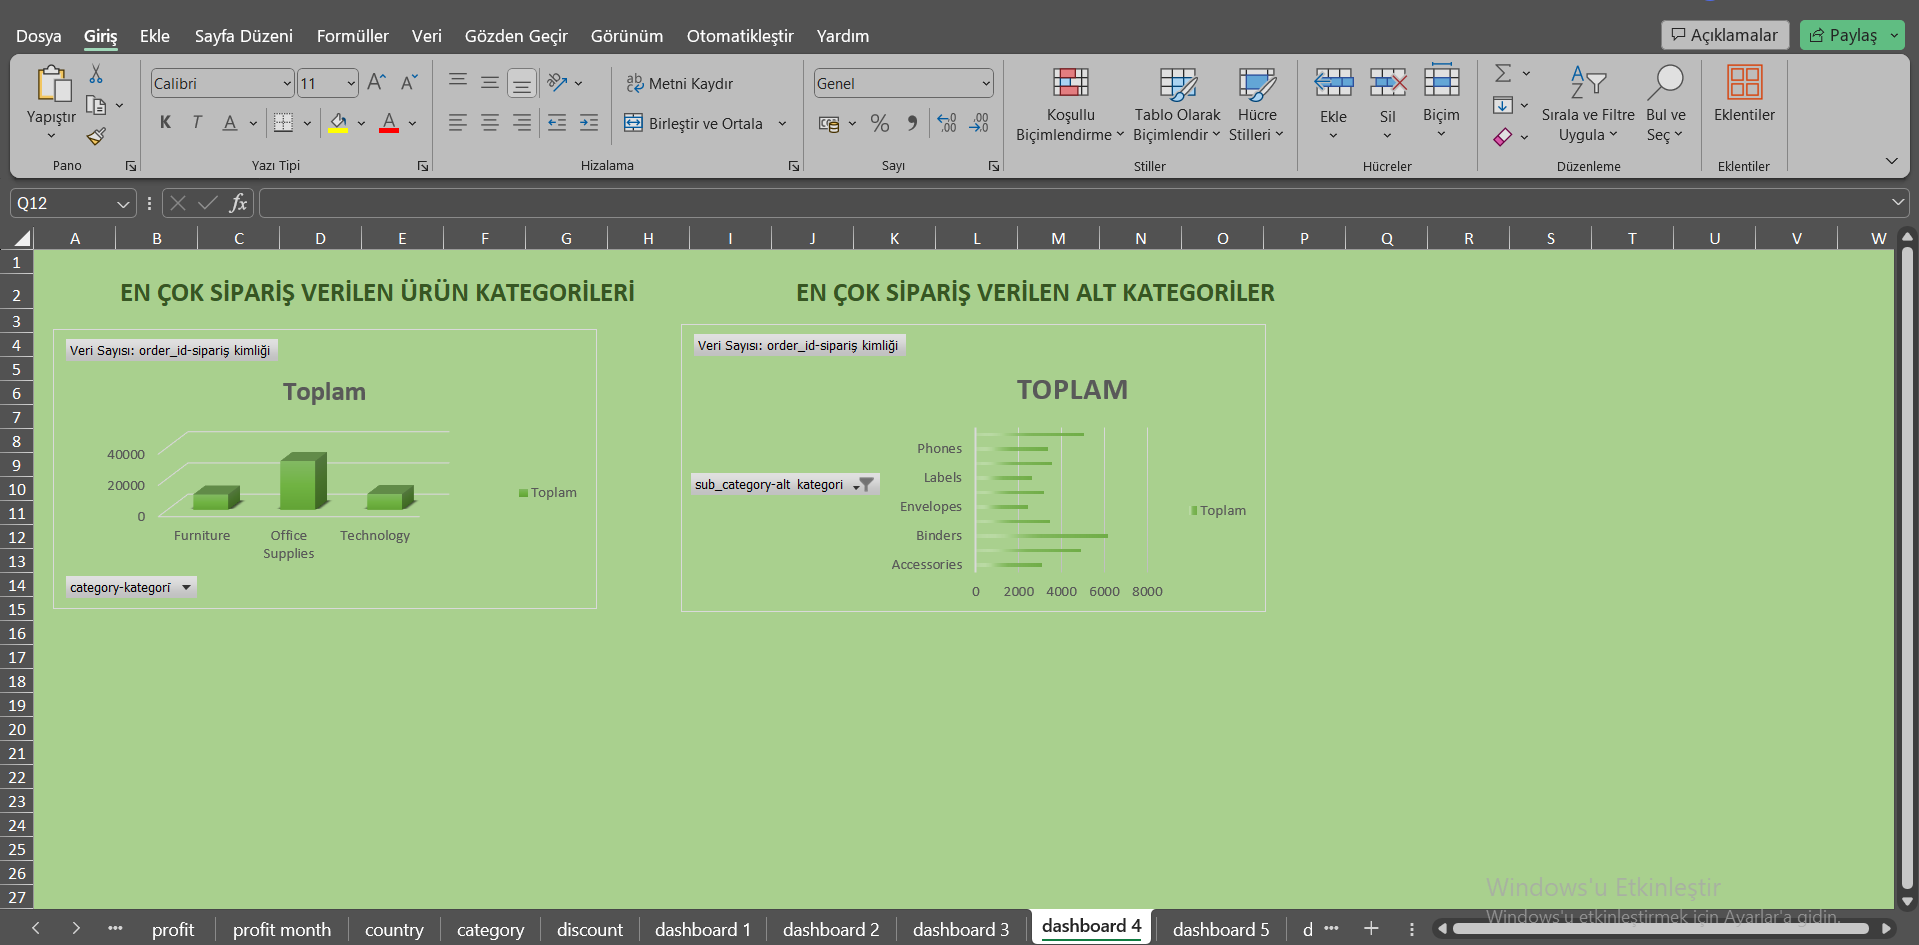 Dosya Giriş Ekle Sayfa Düzeni Formüller Veri Gözden Geçir Görünüm Otomatikleştir Yardım Açıklamalar Paylaş
Yapıştır
Pano
Calibri 11
K T A A
Yazı Tipi
Metni Kaydır
Birleştir ve Ortala
Hizalama
Genel
Sayı
Koşullu
Biçimlendirme
Tablo Olarak
Biçimlendir
Hücre
Stilleri
Stiller
Ekle
Sil
Biçim
Hücreler
Sırala ve Filtre
Uygula
Bul ve
Seç
Düzenleme
Eklentiler
Eklentiler
Q12 fx
A B C D E F G H I J K L M N O P Q R S T U V W
1
2
3
4
5
6
7
8
9
10
11
12
13
14
15
16
17
18
19
20
21
22
23
24
25
26
27
EN ÇOK SİPARİŞ VERİLEN ÜRÜN KATEGORİLERİ
Veri Sayısı: order_id-sipariş kimliği
Toplam
40000
20000
0
Furniture
Office
Supplies
Technology
Toplam
category-kategorİ
EN ÇOK SİPARİŞ VERİLEN ALT KATEGORİLER
Veri Sayısı: order_id-sipariş kimliği
TOPLAM
sub_category-alt kategori
Phones
Labels
Envelopes
Binders
Accessories
0 2000 4000 6000 8000
Toplam
Windows'u Etkinleştir
Windows'u etkinleştirmek için Ayarlar'a gidin.
profit profit month country category discount dashboard 1 dashboard 2 dashboard 3 dashboard 4 dashboard 5 d